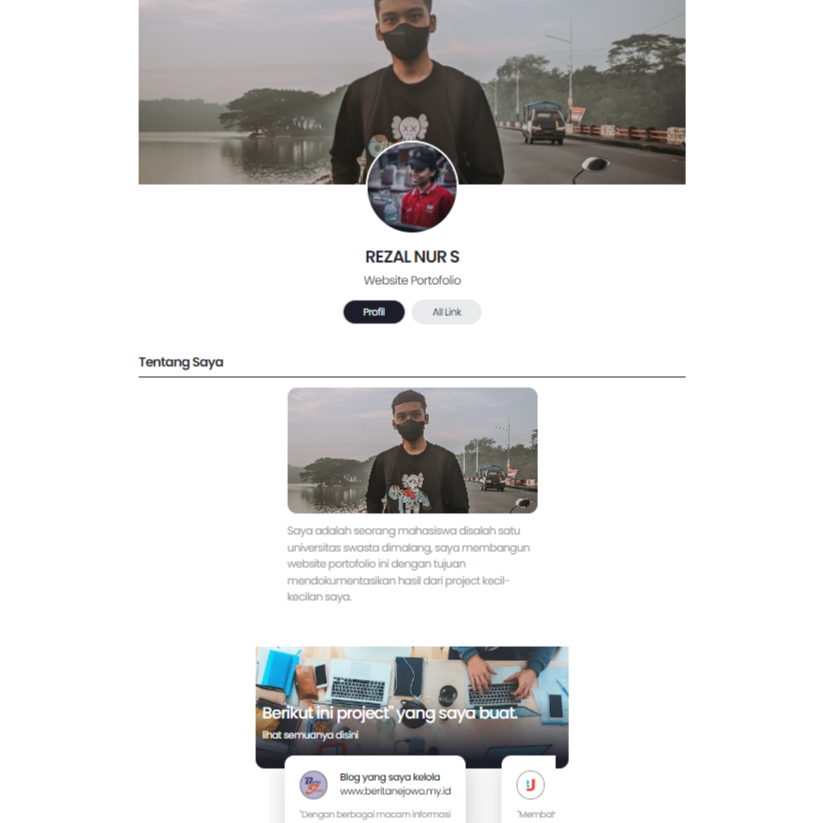 REZAL NUR S
Website Portofolio
Profil
All Link
Tentang Saya
Saya adalah seorang mahasiswa disalah satu
universitas swasta dimalang, saya membangun
website portofolio ini dengan tujuan
mendokumentasikan hasil dari project kecil-
kecilan saya.
Berikut ini project" yang saya buat.
lihat semuanya disini
Blog yang saya kelola
www.beritanejowo.my.id
"Dengan berbagai macam informasi
"Membah